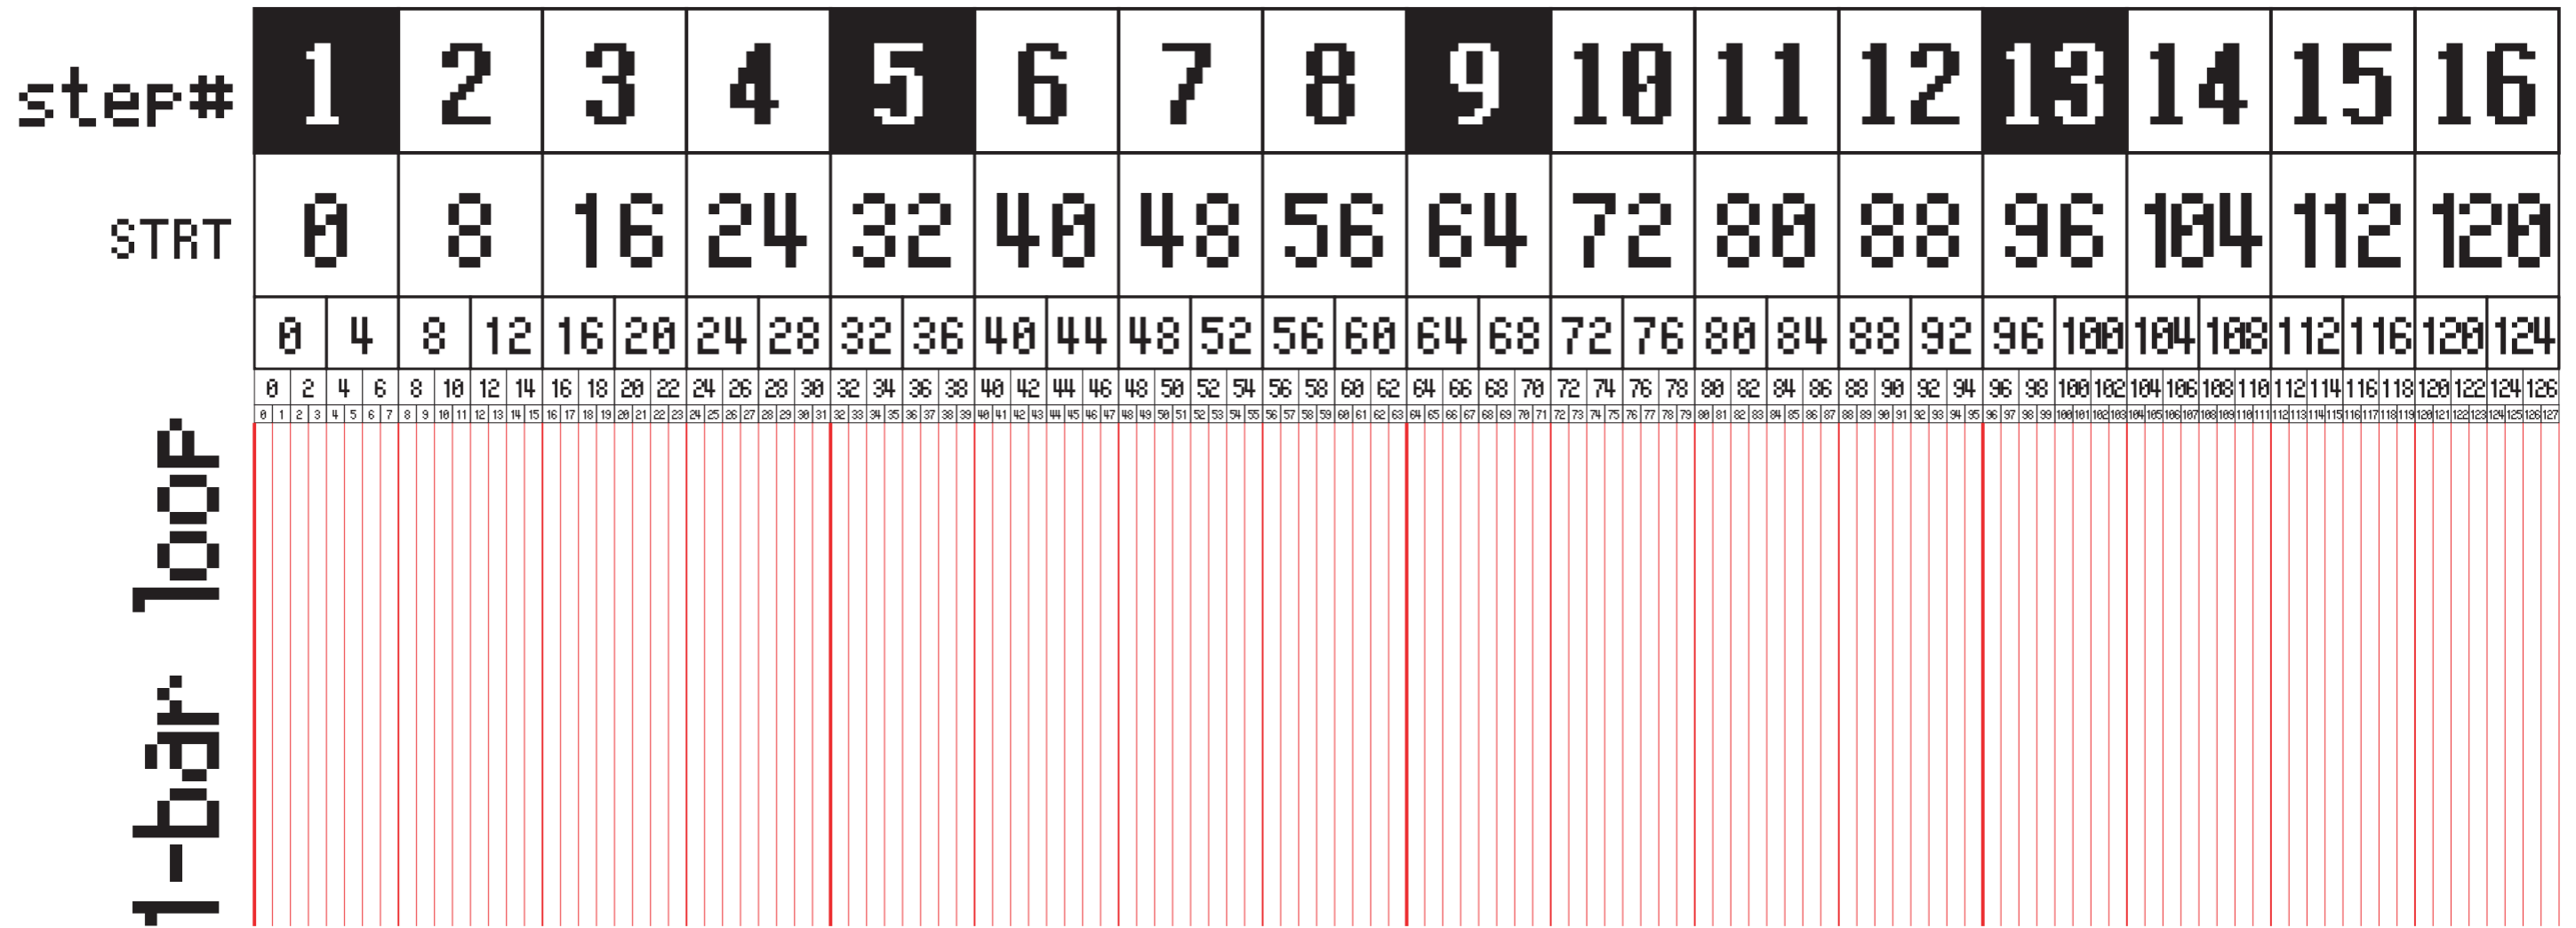 step# 1 2 3 4 5 6 7 8 9 10 11 12 13 14 15 16
STRT 0 8 16 24 32 40 48 56 64 72 80 88 96 104 112 120
0 4 8 12 16 20 24 28 32 36 40 44 48 52 56 60 64 68 72 76 80 84 88 92 96 100 104 108 112 116 120 124
0 2 4 6 8 10 12 14 16 18 20 22 24 26 28 30 32 34 36 38 40 42 44 46 48 50 52 54 56 58 60 62 64 66 68 70 72 74 76 78 80 82 84 86 88 90 92 94 96 98 100 102 104 106 108 110 112 114 116 118 120 122 124 126
0 1 2 3 4 5 6 7 8 9 10 11 12 13 14 15 16 17 18 19 20 21 22 23 24 25 26 27 28 29 30 31 32 33 34 35 36 37 38 39 40 41 42 43 44 45 46 47 48 49 50 51 52 53 54 55 56 57 58 59 60 61 62 63 64 65 66 67 68 69 70 71 72 73 74 75 76 77 78 79 80 81 82 83 84 85 86 87 88 89 90 91 92 93 94 95 96 97 98 99 100 101 102 103 104 105 106 107 108 109 110 111 112 113 114 115 116 117 118 119 120 121 122 123 124 125 126 127
1-bar loop